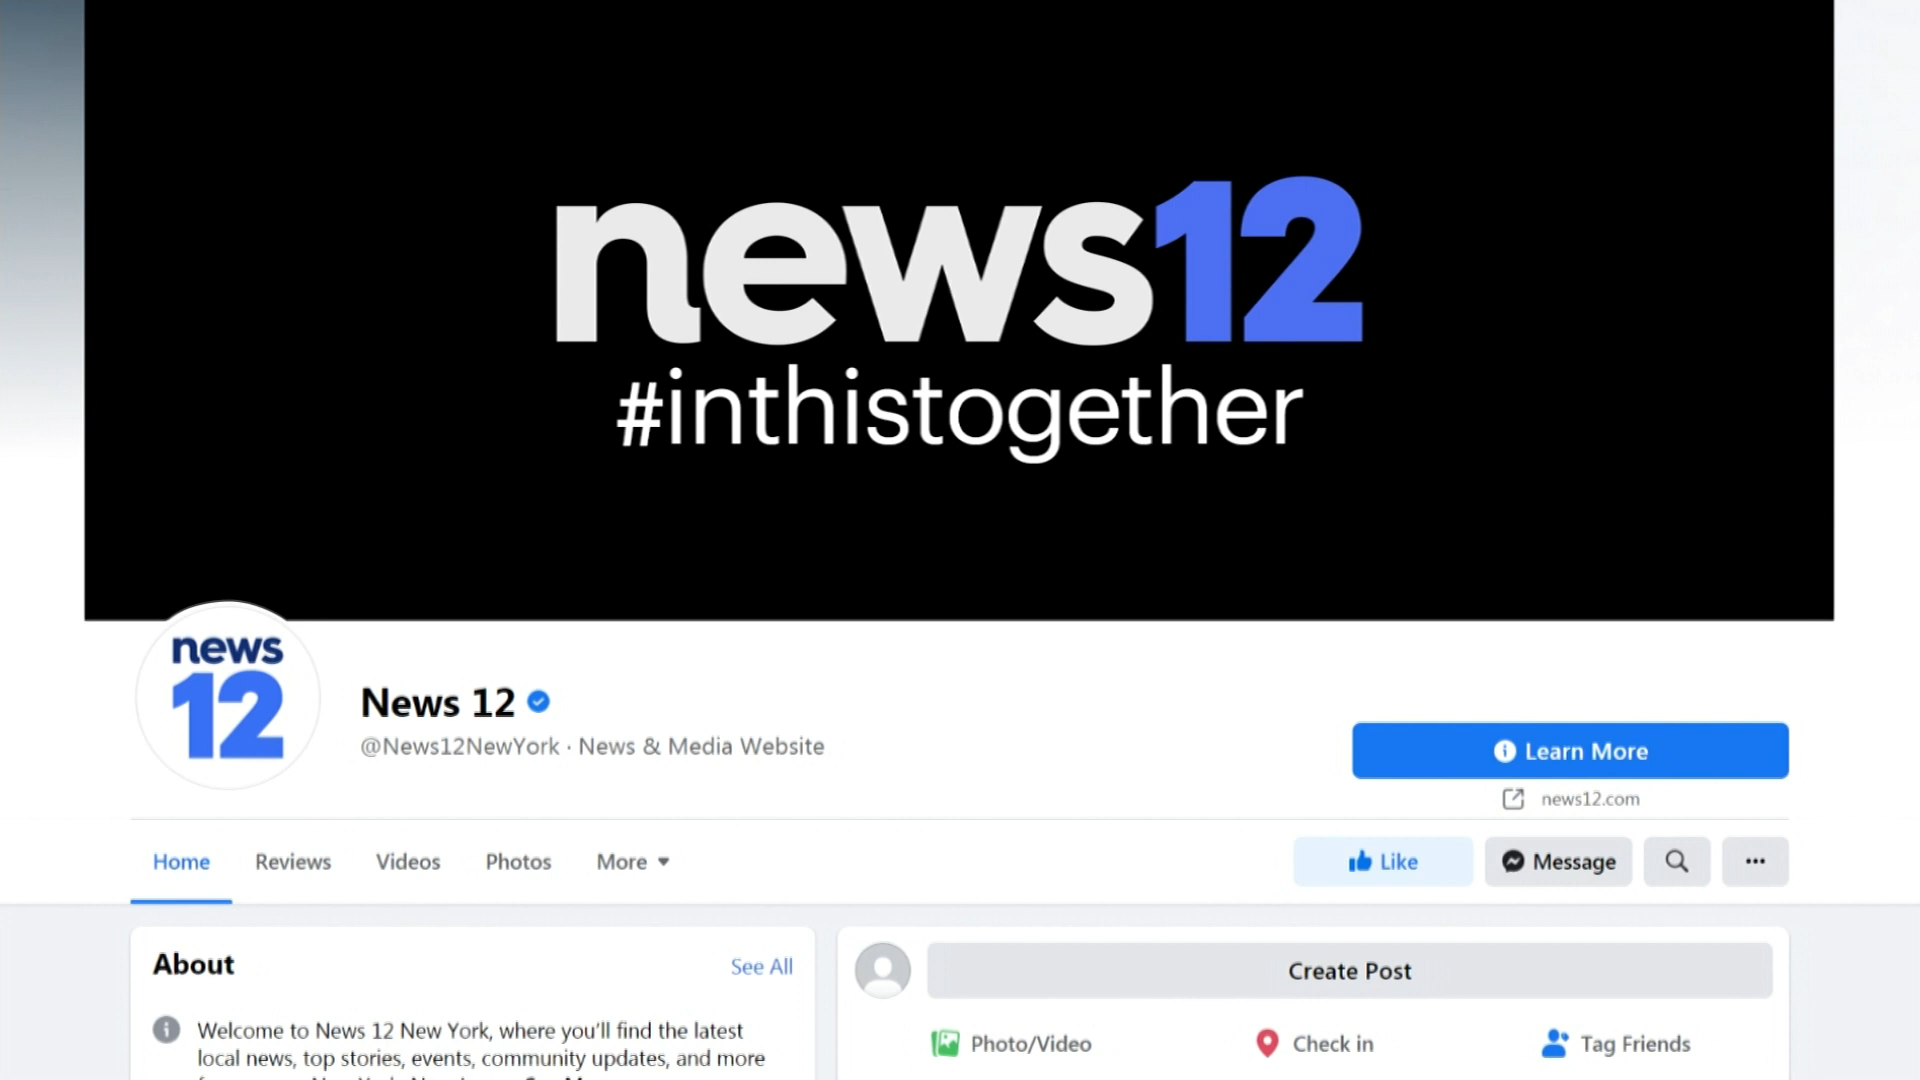 news12
#inthistogether
news
12
News 12
@News12NewYork · News & Media Website
Learn More
news12.com
Home Reviews Videos Photos More
Like Message
About See All
Create Post
Welcome to News 12 New York, where you'll find the latest
local news, top stories, events, community updates, and more
Photo/Video Check in Tag Friends